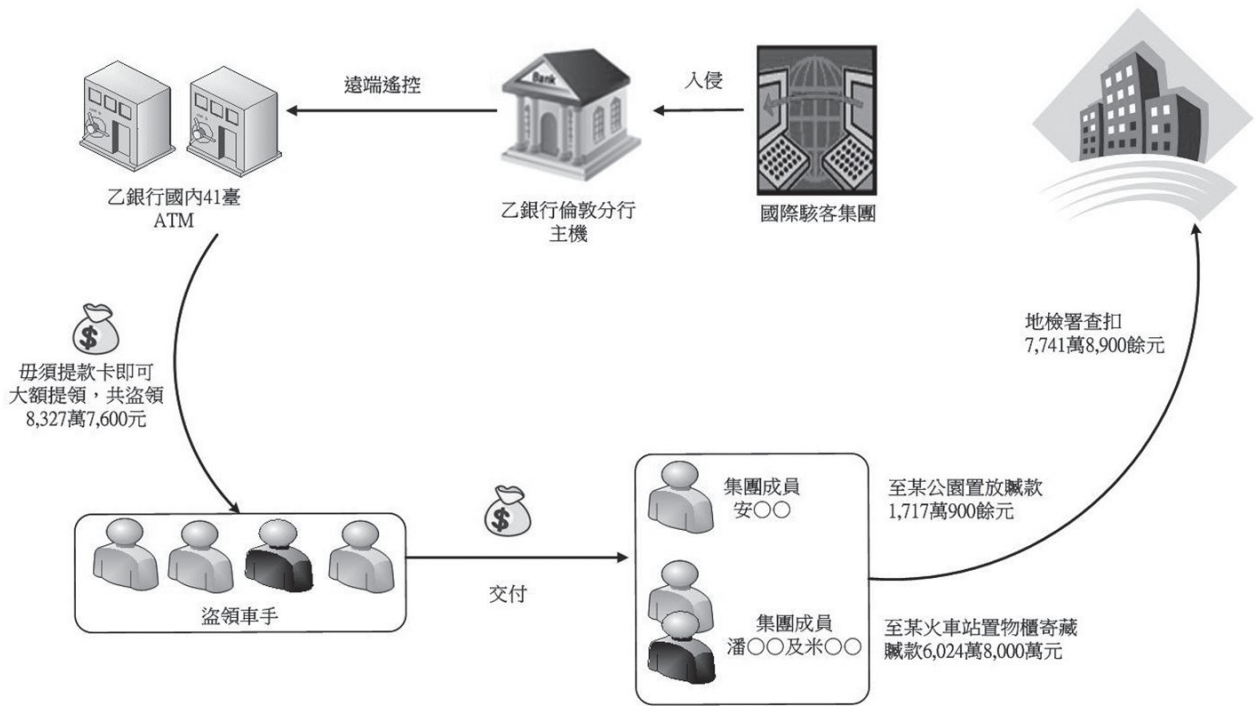 遠端遙控
Bank
入侵
乙銀行國內41臺
ATM
乙銀行倫敦分行
主機
國際駭客集團
地檢署查扣
7,741萬8,900餘元
$
毋須提款卡即可
大額提領，共盜領
8,327萬7,600元
$
交付
盜領車手
集團成員
安○○
集團成員
潘○○及米○○
至某公園置放贓款
1,717萬900餘元
至某火車站置物櫃寄藏
贓款6,024萬8,000萬元